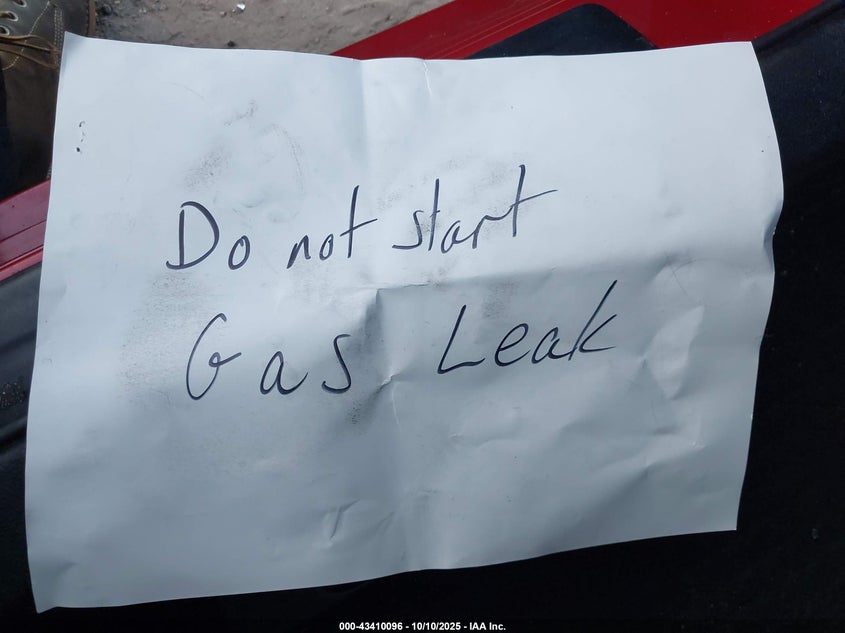 Do not start
Gas Leak
000-43410096 - 10/10/2025 - IAA Inc.